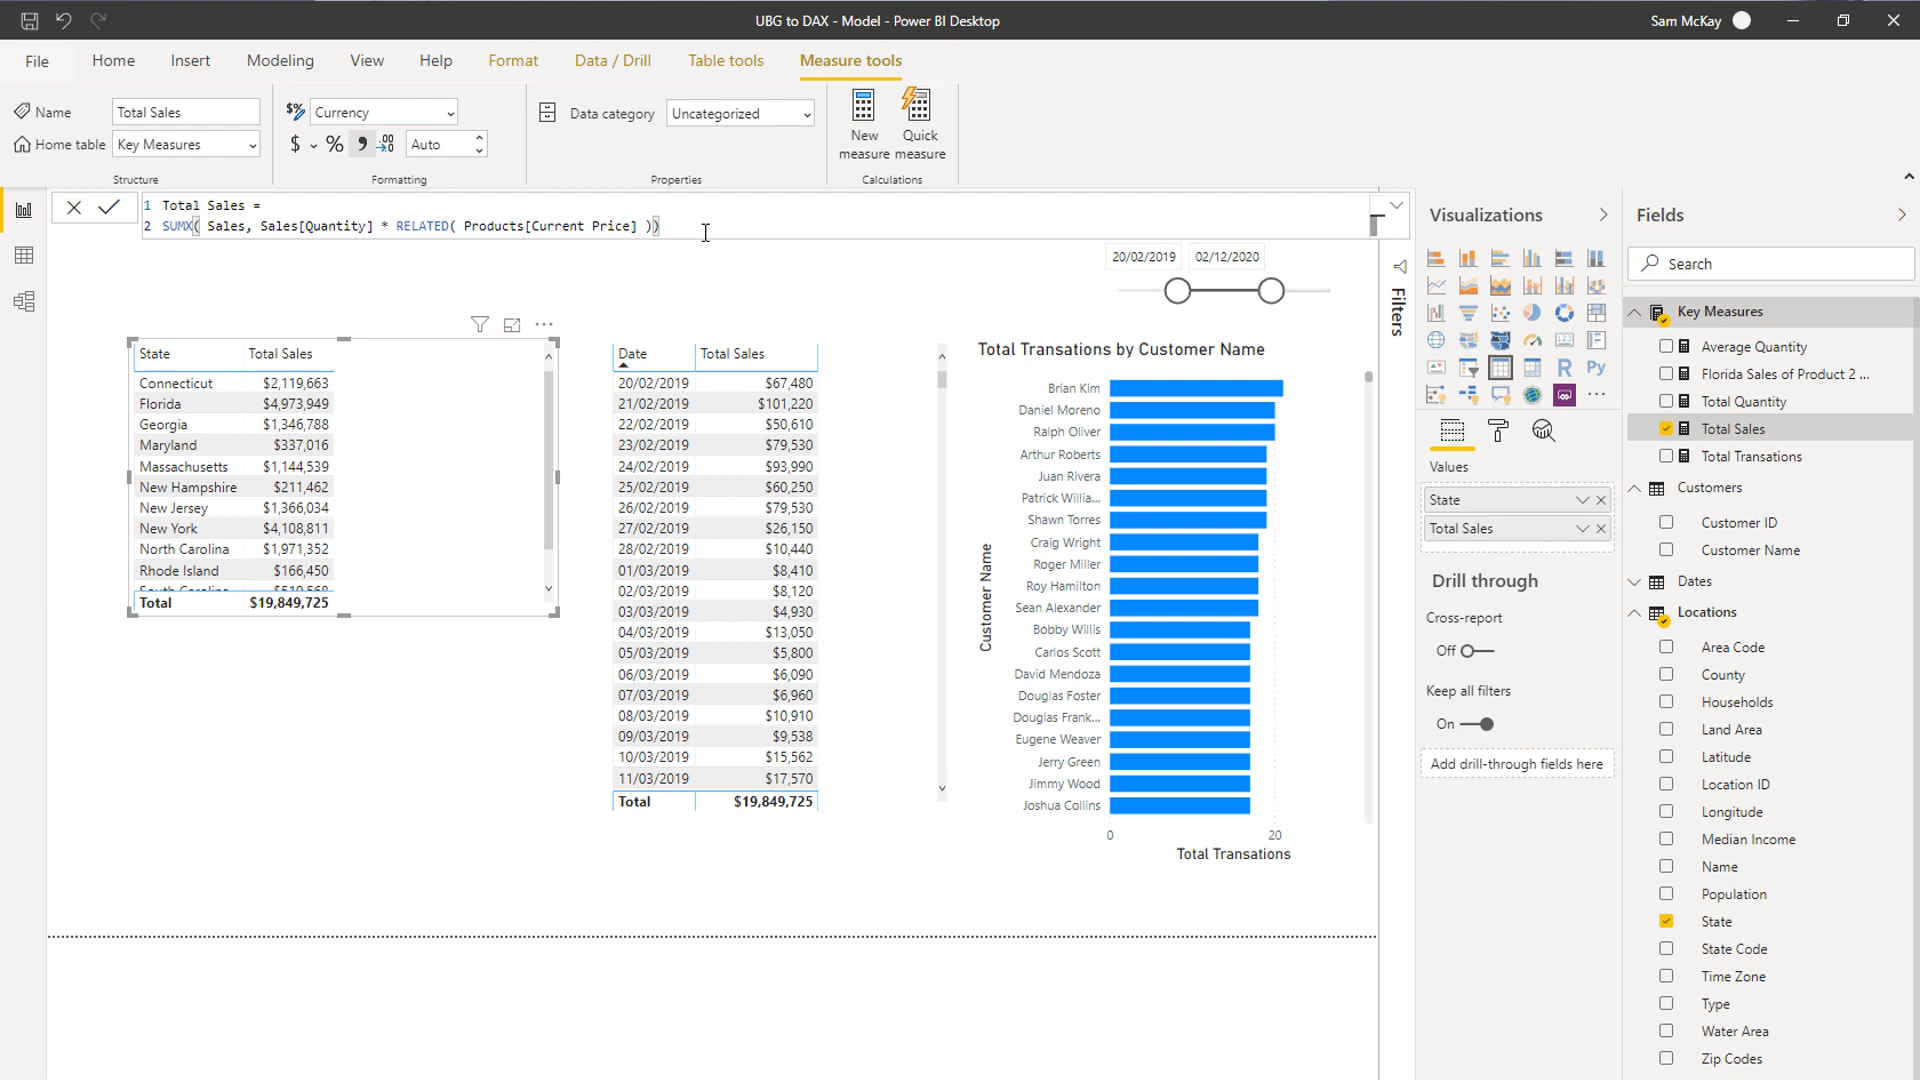 UBG to DAX - Model - Power BI Desktop
Sam McKay
File Home Insert Modeling View Help Format Data / Drill Table tools Measure tools
Name Total Sales
Home table Key Measures
Structure
$% Currency
$ % Auto
Formatting
Data category Uncategorized
Properties
New measure
Quick measure
Calculations
1 Total Sales =
2 SUMX( Sales, Sales[Quantity] * RELATED( Products[Current Price] ))
20/02/2019 02/12/2020
State Total Sales
Connecticut $2,119,663
Florida $4,973,949
Georgia $1,346,788
Maryland $337,016
Massachusetts $1,144,539
New Hampshire $211,462
New Jersey $1,366,034
New York $4,108,811
North Carolina $1,971,352
Rhode Island $166,450
South Carolina
Total $19,849,725
Date Total Sales
20/02/2019 $67,480
21/02/2019 $101,220
22/02/2019 $50,610
23/02/2019 $79,530
24/02/2019 $93,990
25/02/2019 $60,250
26/02/2019 $79,530
27/02/2019 $26,150
28/02/2019 $10,440
01/03/2019 $8,410
02/03/2019 $8,120
03/03/2019 $4,930
04/03/2019 $13,050
05/03/2019 $5,800
06/03/2019 $6,090
07/03/2019 $6,960
08/03/2019 $10,910
09/03/2019 $9,538
10/03/2019 $15,562
11/03/2019 $17,570
Total $19,849,725
Total Transations by Customer Name
Customer Name
Brian Kim
Daniel Moreno
Ralph Oliver
Arthur Roberts
Juan Rivera
Patrick Willia...
Shawn Torres
Craig Wright
Roger Miller
Roy Hamilton
Sean Alexander
Bobby Willis
Carlos Scott
David Mendoza
Douglas Foster
Douglas Frank...
Eugene Weaver
Jerry Green
Jimmy Wood
Joshua Collins
0 20
Total Transations
Filters
Visualizations
R Py
Values
State
Total Sales
Drill through
Cross-report
Off
Keep all filters
On
Add drill-through fields here
Fields
Search
Key Measures
Average Quantity
Florida Sales of Product 2 ...
Total Quantity
Total Sales
Total Transations
Customers
Customer ID
Customer Name
Dates
Locations
Area Code
County
Households
Land Area
Latitude
Location ID
Longitude
Median Income
Name
Population
State
State Code
Time Zone
Type
Water Area
Zip Codes